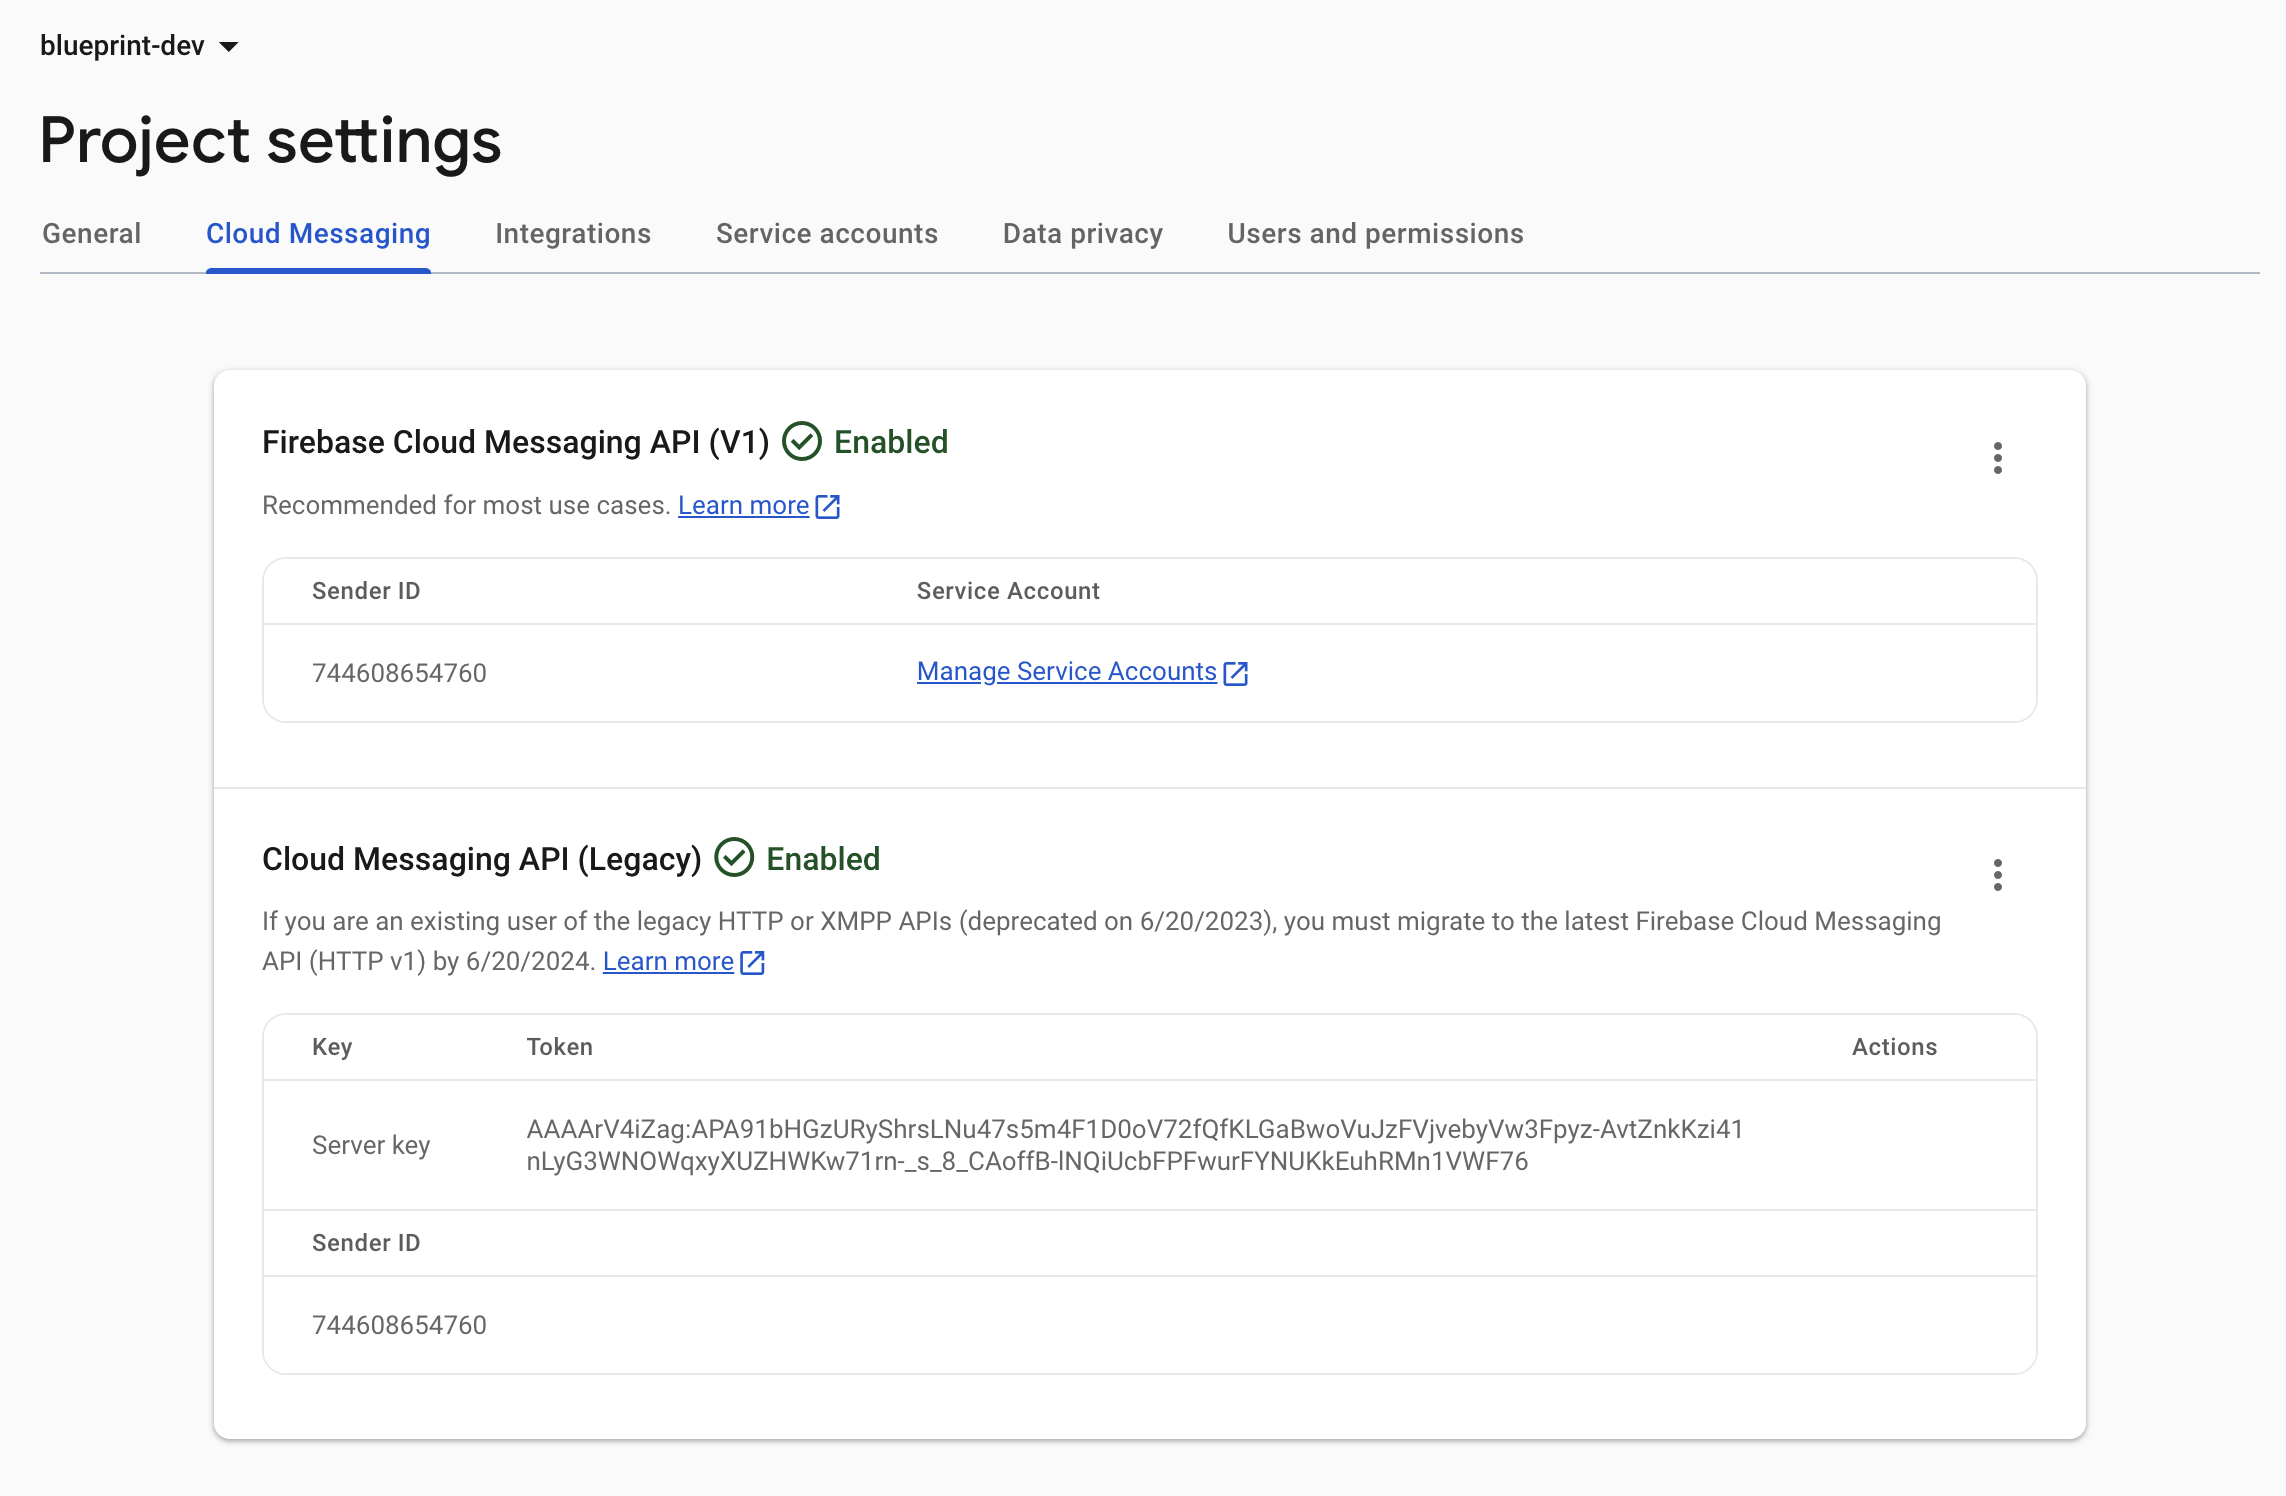 blueprint-dev
Project settings
General Cloud Messaging Integrations Service accounts Data privacy Users and permissions
Firebase Cloud Messaging API (V1) Enabled
Recommended for most use cases. Learn more
Sender ID Service Account
744608654760 Manage Service Accounts
Cloud Messaging API (Legacy) Enabled
If you are an existing user of the legacy HTTP or XMPP APIs (deprecated on 6/20/2023), you must migrate to the latest Firebase Cloud Messaging
API (HTTP v1) by 6/20/2024. Learn more
Key Token Actions
Server key
AAAArV4iZag:APA91bHGzURyShrsLNu47s5m4F1D0oV72fQfKLGaBwoVuJzFVjvebyVw3Fpyz-AvtZnkKzi41
nLyG3WNOWqxyXUZHWKw71rn-_s_8_CAoffB-lNQiUcbFPFwurFYNUKkEuhRMn1VWF76
Sender ID
744608654760